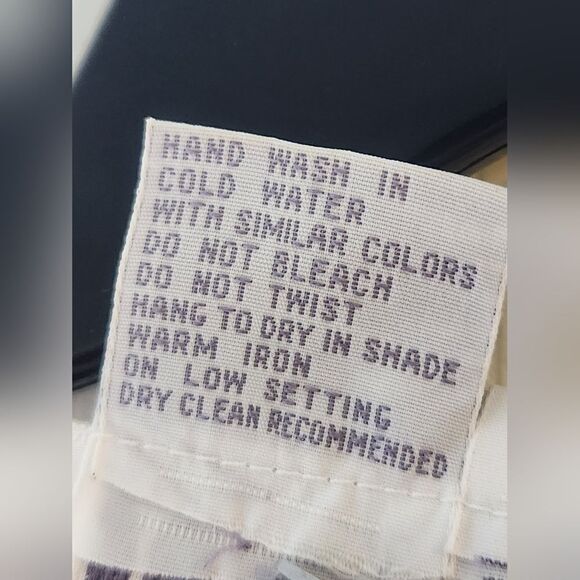 HAND WASH IN
COLD WATER
WITH SIMILAR COLORS
DO NOT BLEACH
DO NOT TWIST
HANG TO DRY IN SHADE
WARM IRON
ON LOW SETTING
DRY CLEAN RECOMMENDED